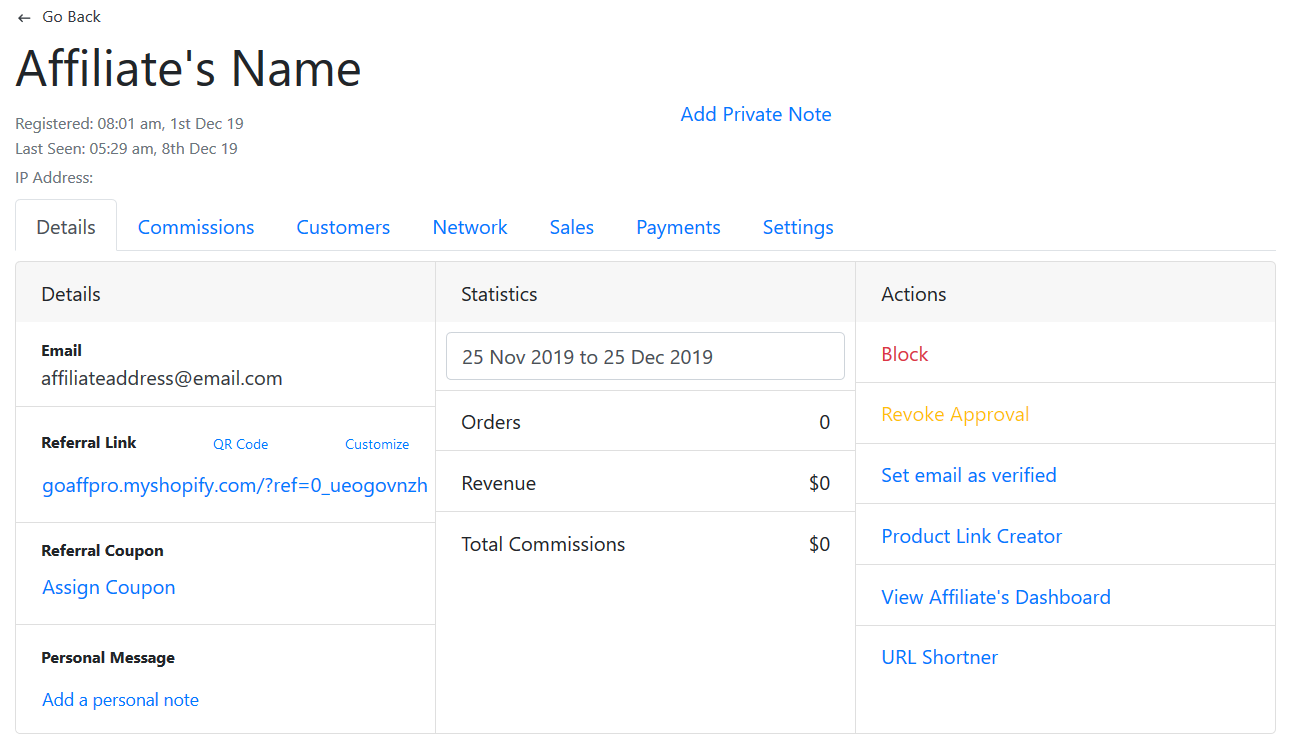 ← Go Back
Affiliate's Name
Registered: 08:01 am, 1st Dec 19
Last Seen: 05:29 am, 8th Dec 19
IP Address:
Add Private Note
Details Commissions Customers Network Sales Payments Settings
Details
Email
affiliateaddress@email.com
Referral Link QR Code Customize
goaffpro.myshopify.com/?ref=0_ueogovnzh
Referral Coupon
Assign Coupon
Personal Message
Add a personal note
Statistics
25 Nov 2019 to 25 Dec 2019
Orders 0
Revenue $0
Total Commissions $0
Actions
Block
Revoke Approval
Set email as verified
Product Link Creator
View Affiliate's Dashboard
URL Shortner